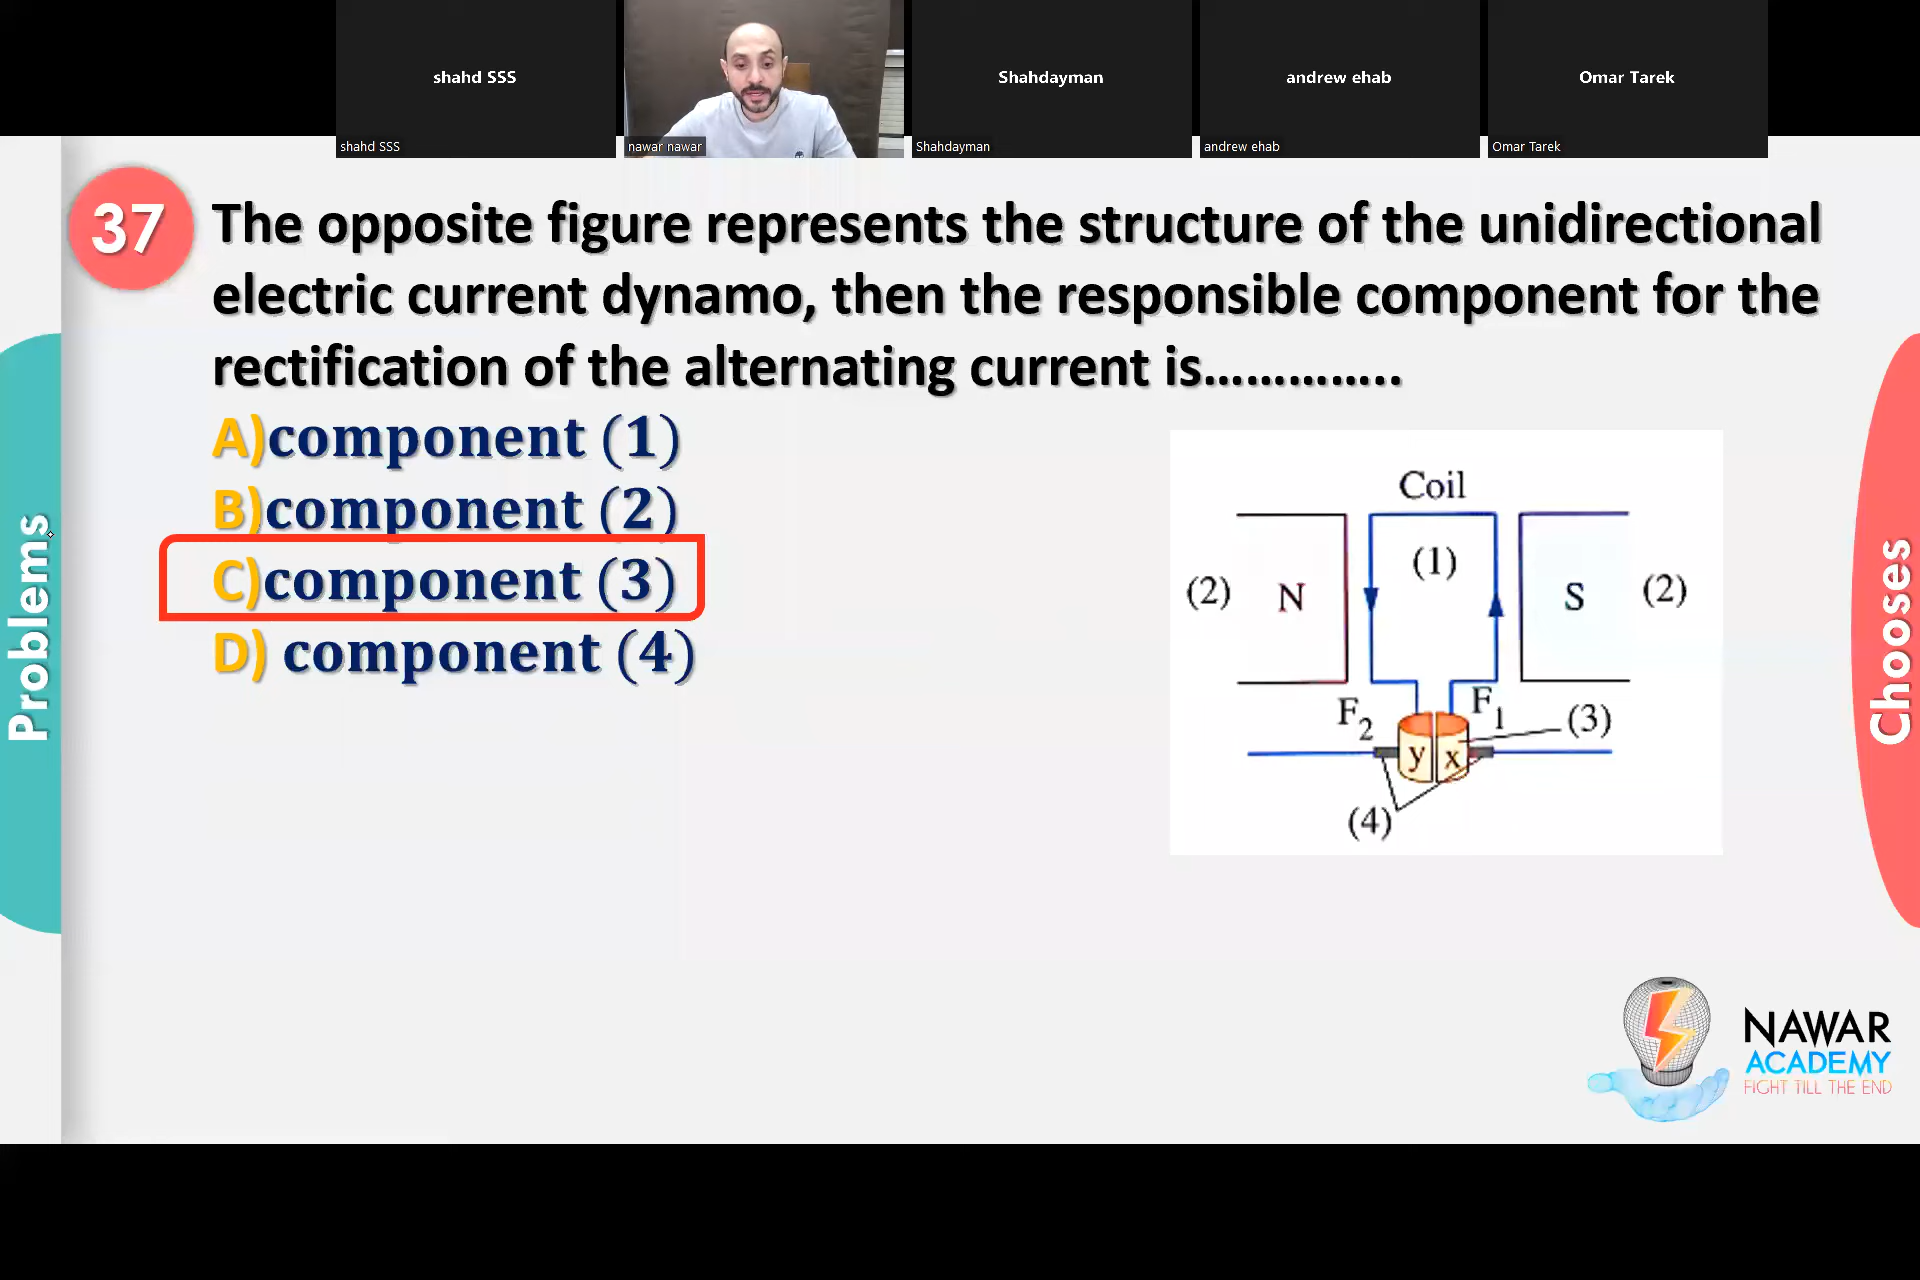 shahd SSS
Shahdayman
andrew ehab
Omar Tarek
shahd SSS
nawar nawar
Shahdayman
andrew ehab
Omar Tarek
37
The opposite figure represents the structure of the unidirectional
electric current dynamo, then the responsible component for the
rectification of the alternating current is…………..
A)component (1)
B)component (2)
C)component (3)
D) component (4)
Problems
Chooses
Coil
(1)
(2)
N
S
(2)
F2
F1
(3)
y
x
(4)
NAWAR
ACADEMY
FIGHT TILL THE END